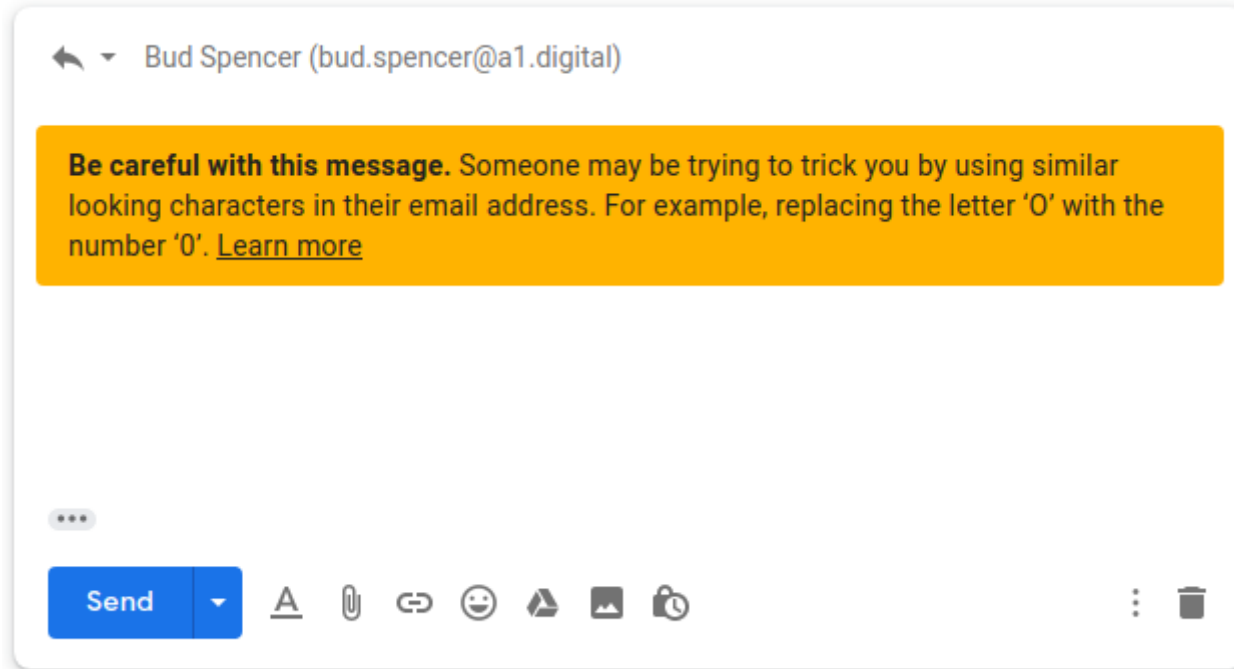 Bud Spencer (bud.spencer@a1.digital)
Be careful with this message. Someone may be trying to trick you by using similar
looking characters in their email address. For example, replacing the letter ‘O’ with the
number ‘0’. Learn more
Send